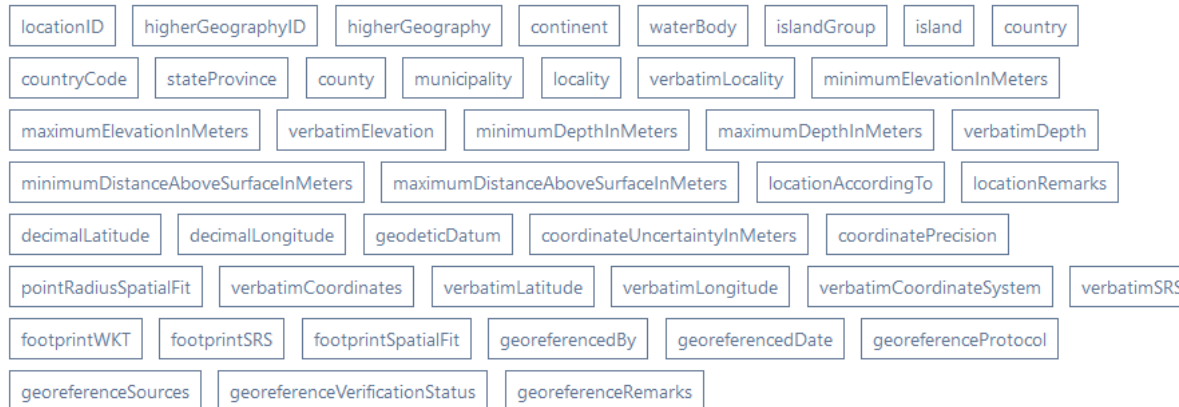 locationID higherGeographyID higherGeography continent waterBody islandGroup island country
countryCode stateProvince county municipality locality verbatimLocality minimumElevationInMeters
maximumElevationInMeters verbatimElevation minimumDepthInMeters maximumDepthInMeters verbatimDepth
minimumDistanceAboveSurfaceInMeters maximumDistanceAboveSurfaceInMeters locationAccordingTo locationRemarks
decimalLatitude decimalLongitude geodeticDatum coordinateUncertaintyInMeters coordinatePrecision
pointRadiusSpatialFit verbatimCoordinates verbatimLatitude verbatimLongitude verbatimCoordinateSystem verbatimSRS
footprintWKT footprintSRS footprintSpatialFit georeferencedBy georeferencedDate georeferenceProtocol
georeferenceSources georeferenceVerificationStatus georeferenceRemarks